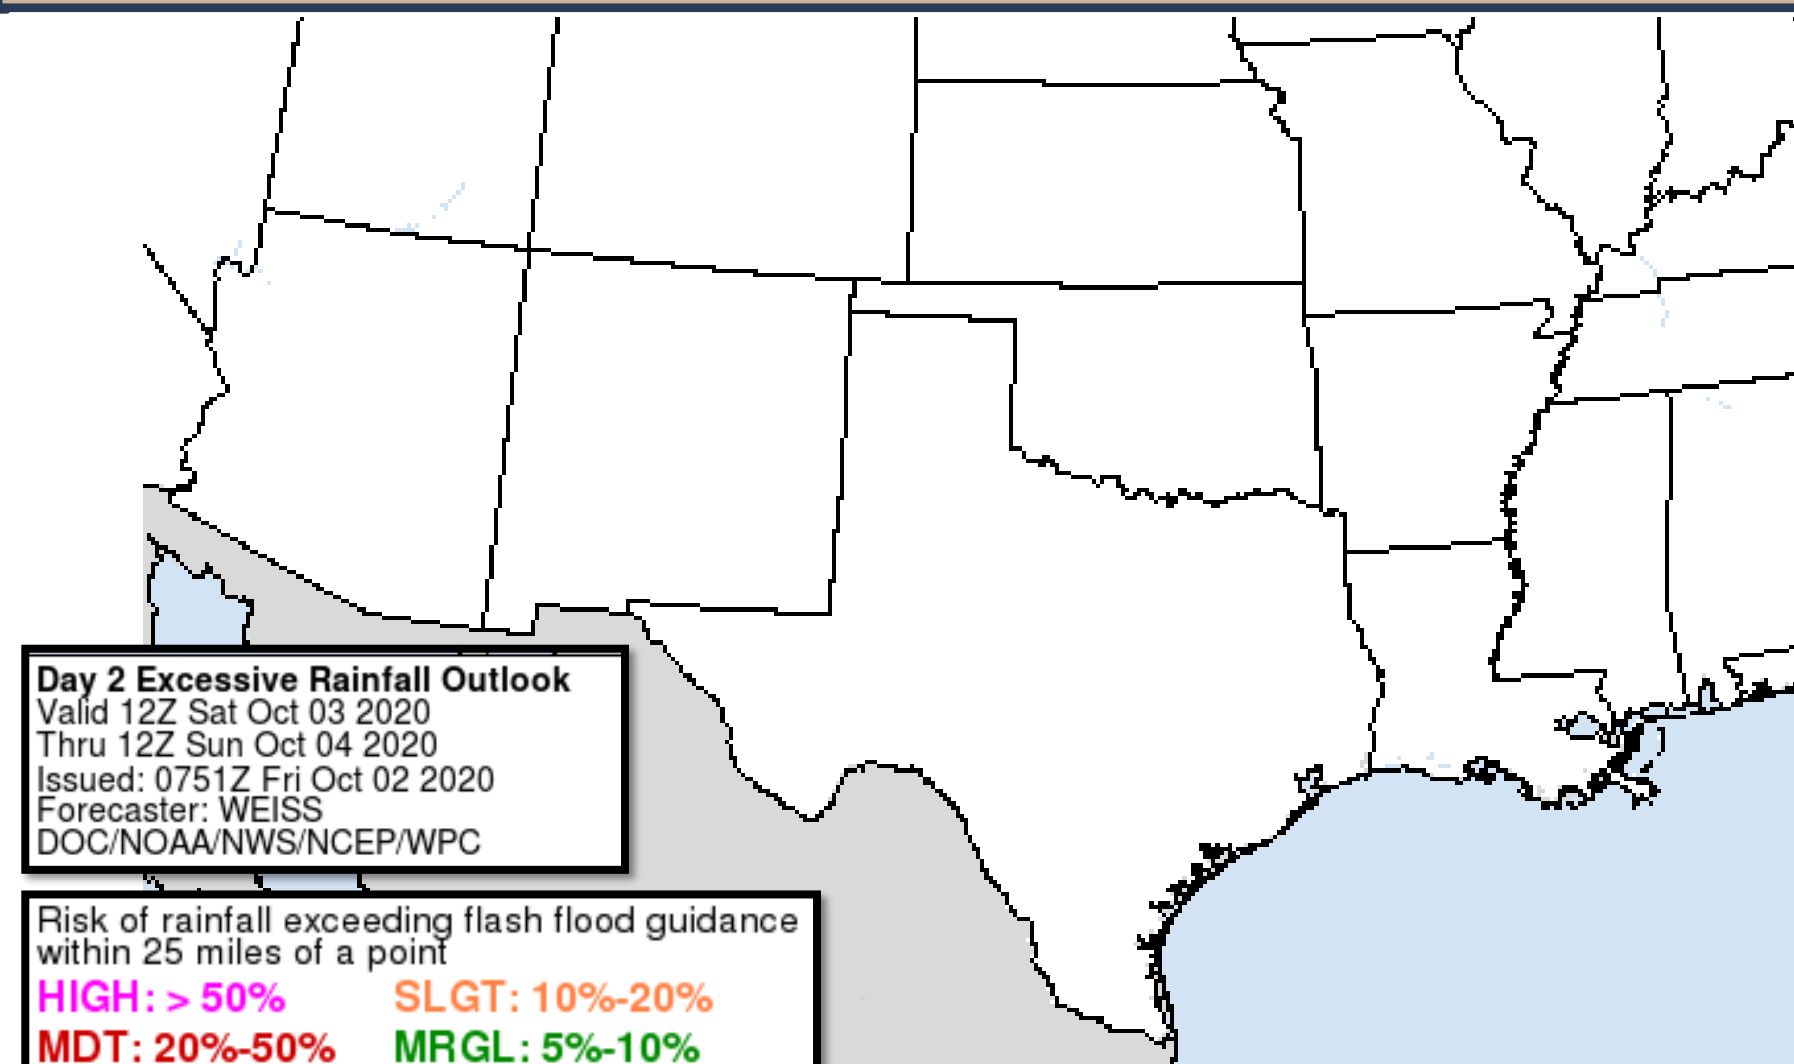 Day 2 Excessive Rainfall Outlook
Valid 12Z Sat Oct 03 2020
Thru 12Z Sun Oct 04 2020
Issued: 0751Z Fri Oct 02 2020
Forecaster: WEISS
DOC/NOAA/NWS/NCEP/WPC
Risk of rainfall exceeding flash flood guidance
within 25 miles of a point
HIGH: > 50% SLGT: 10%-20%
MDT: 20%-50% MRGL: 5%-10%